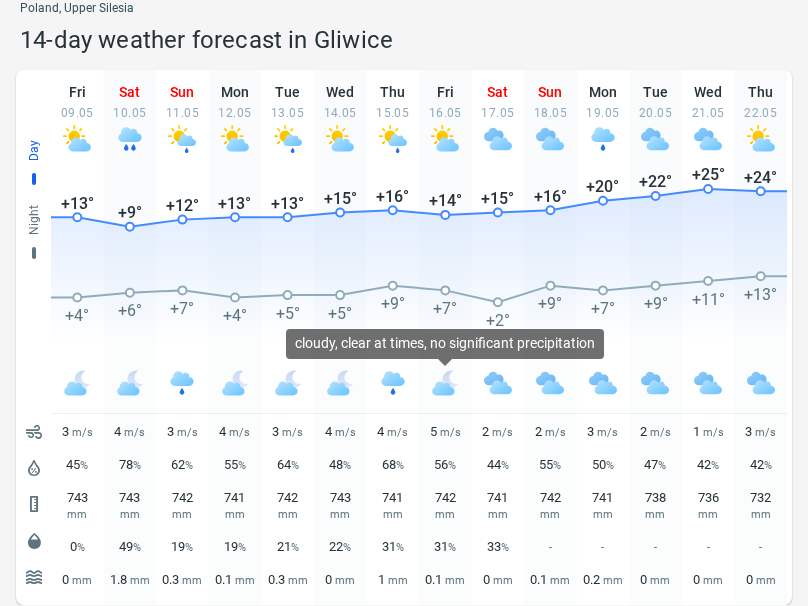 Poland, Upper Silesia
14-day weather forecast in Gliwice
Fri Sat Sun Mon Tue Wed Thu Fri Sat Sun Mon Tue Wed Thu
09.05 10.05 11.05 12.05 13.05 14.05 15.05 16.05 17.05 18.05 19.05 20.05 21.05 22.05
Day
+13° +9° +12° +13° +13° +15° +16° +14° +15° +16° +20° +22° +25° +24°
Night
+4° +6° +7° +4° +5° +5° +9° +7° +2° +9° +7° +9° +11° +13°
cloudy, clear at times, no significant precipitation
3 m/s 4 m/s 3 m/s 4 m/s 3 m/s 4 m/s 4 m/s 5 m/s 2 m/s 2 m/s 3 m/s 2 m/s 1 m/s 3 m/s
45% 78% 62% 55% 64% 48% 68% 56% 44% 55% 50% 47% 42% 42%
743 743 742 741 742 743 741 742 741 742 741 738 736 732
mm mm mm mm mm mm mm mm mm mm mm mm mm mm
0% 49% 19% 19% 21% 22% 31% 31% 33% - - - - -
0 mm 1.8 mm 0.3 mm 0.1 mm 0.3 mm 0 mm 1 mm 0.1 mm 0 mm 0.1 mm 0.2 mm 0 mm 0 mm 0 mm